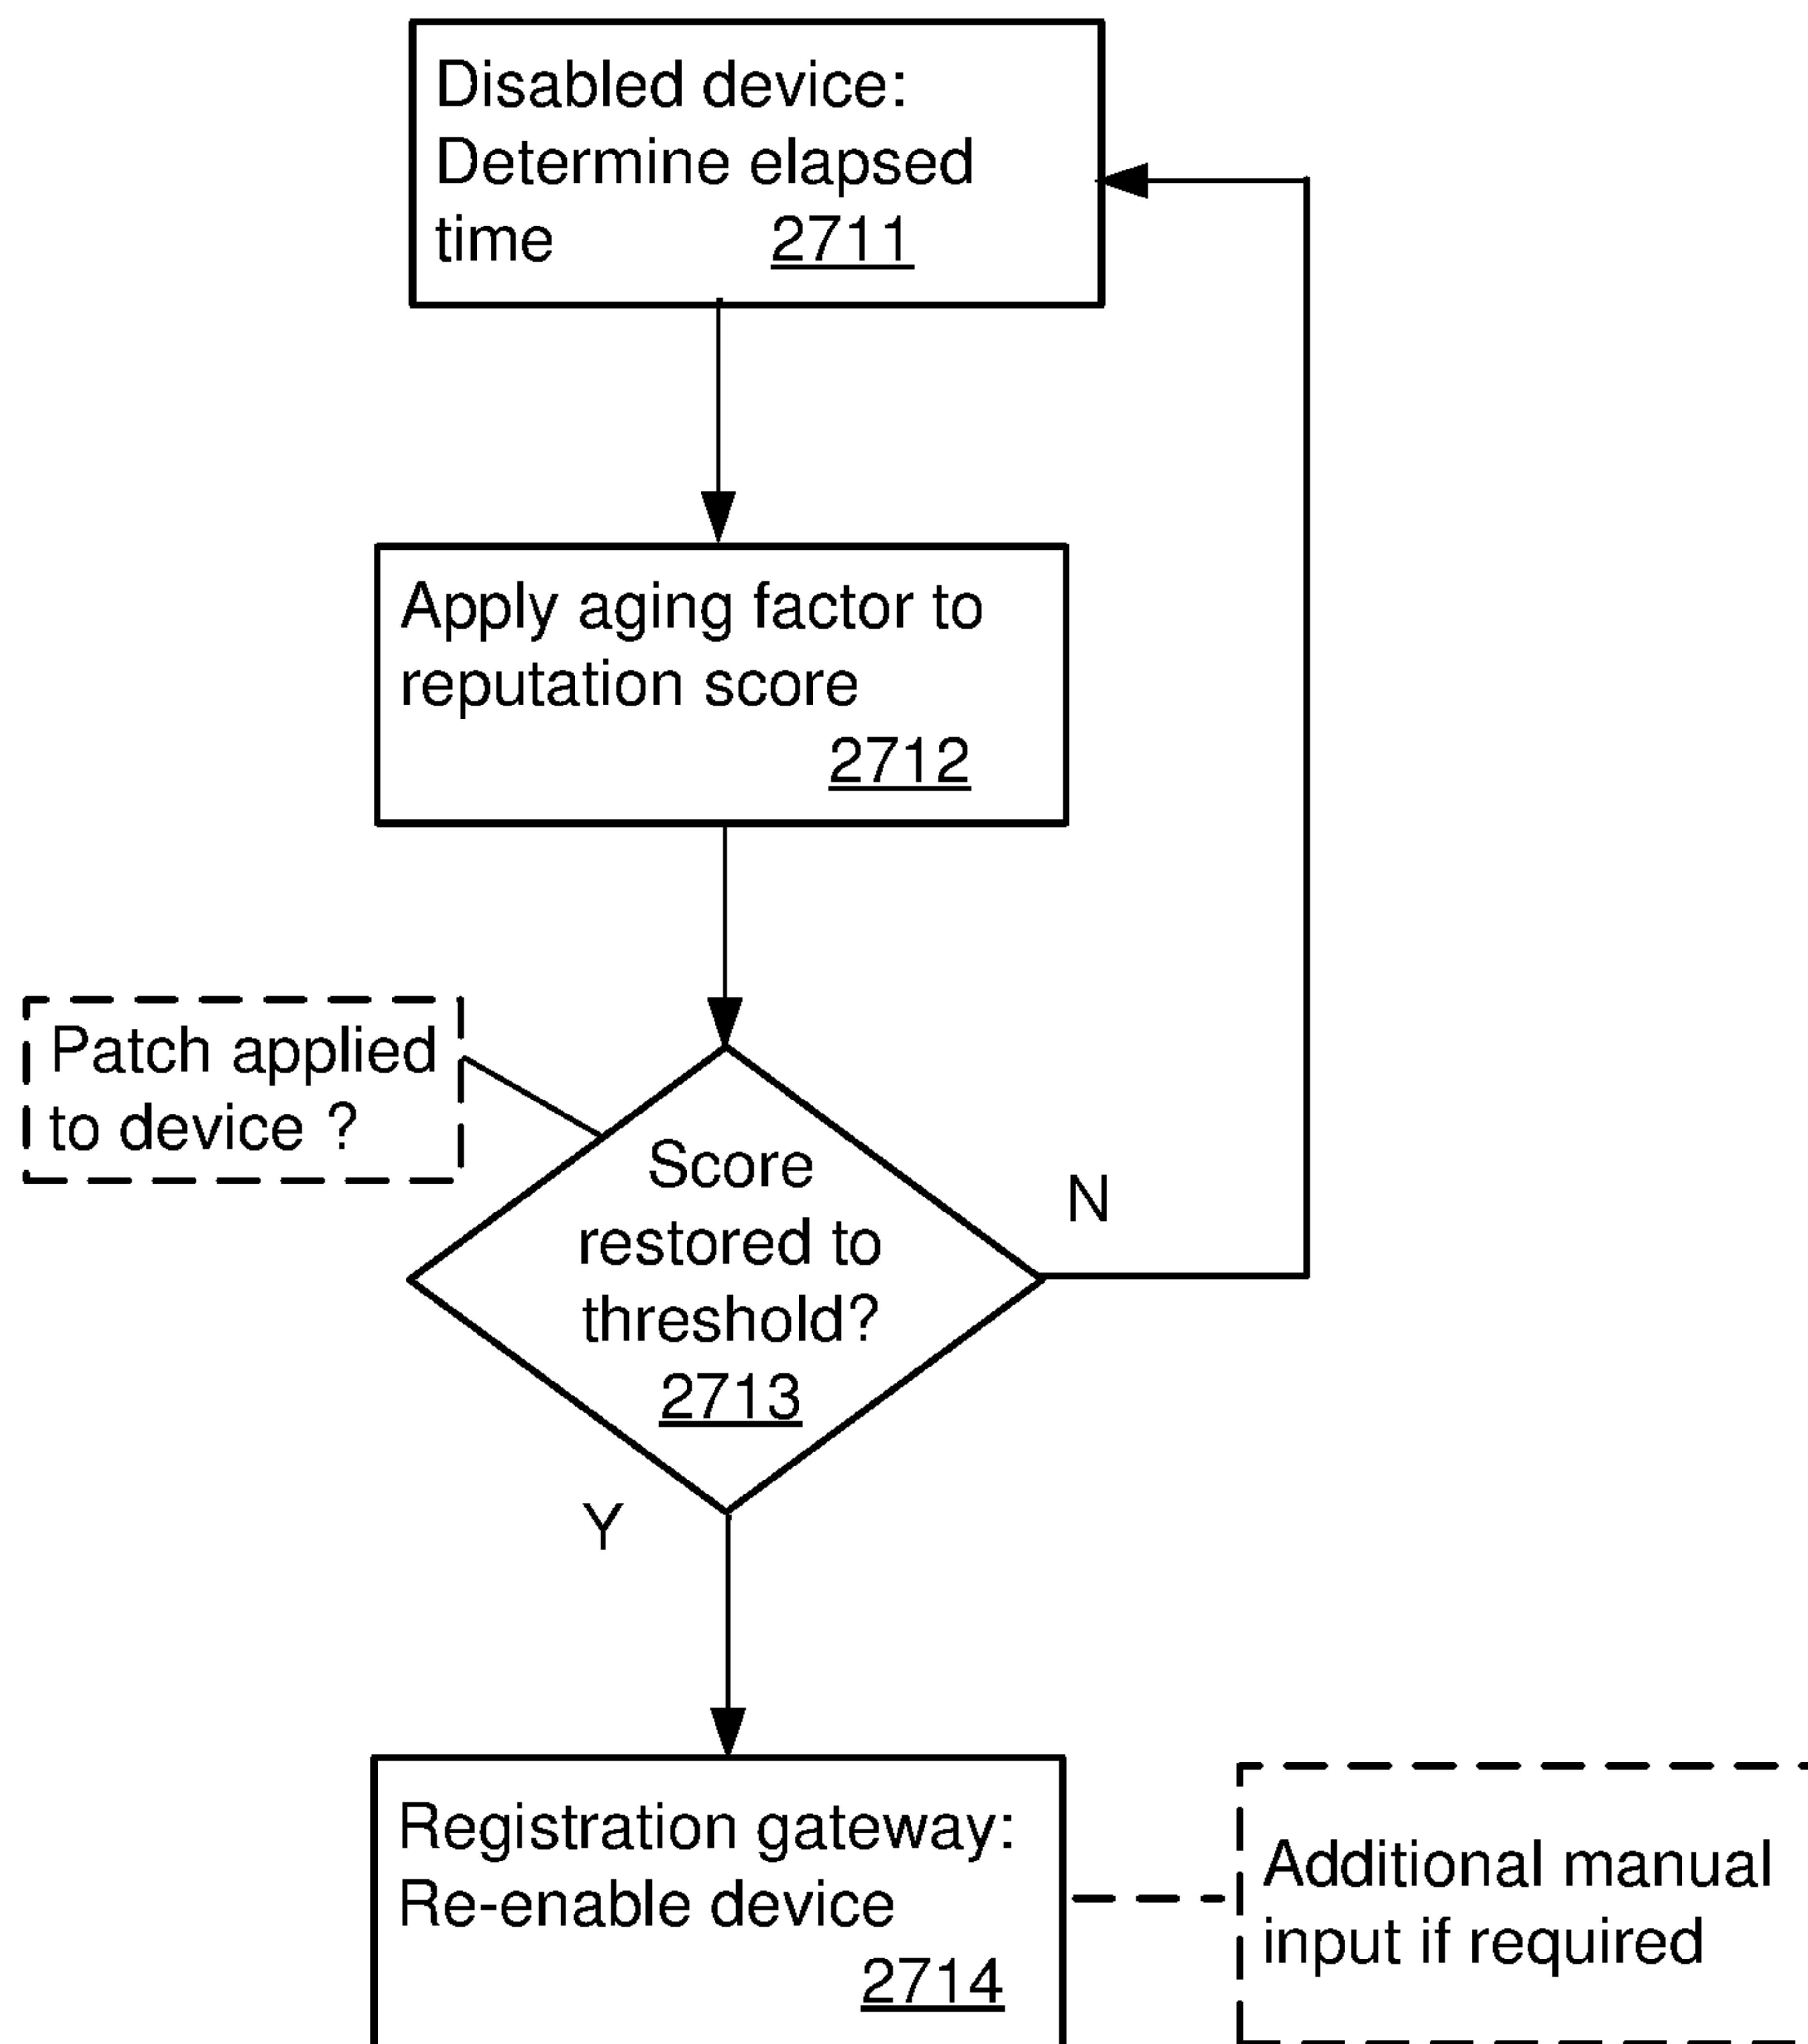 Disabled device:
Determine elapsed
time 2711
Apply aging factor to
reputation score
2712
Patch applied
to device ?
Score
restored to
threshold?
2713
N
Y
Registration gateway:
Re-enable device
2714
Additional manual
input if required